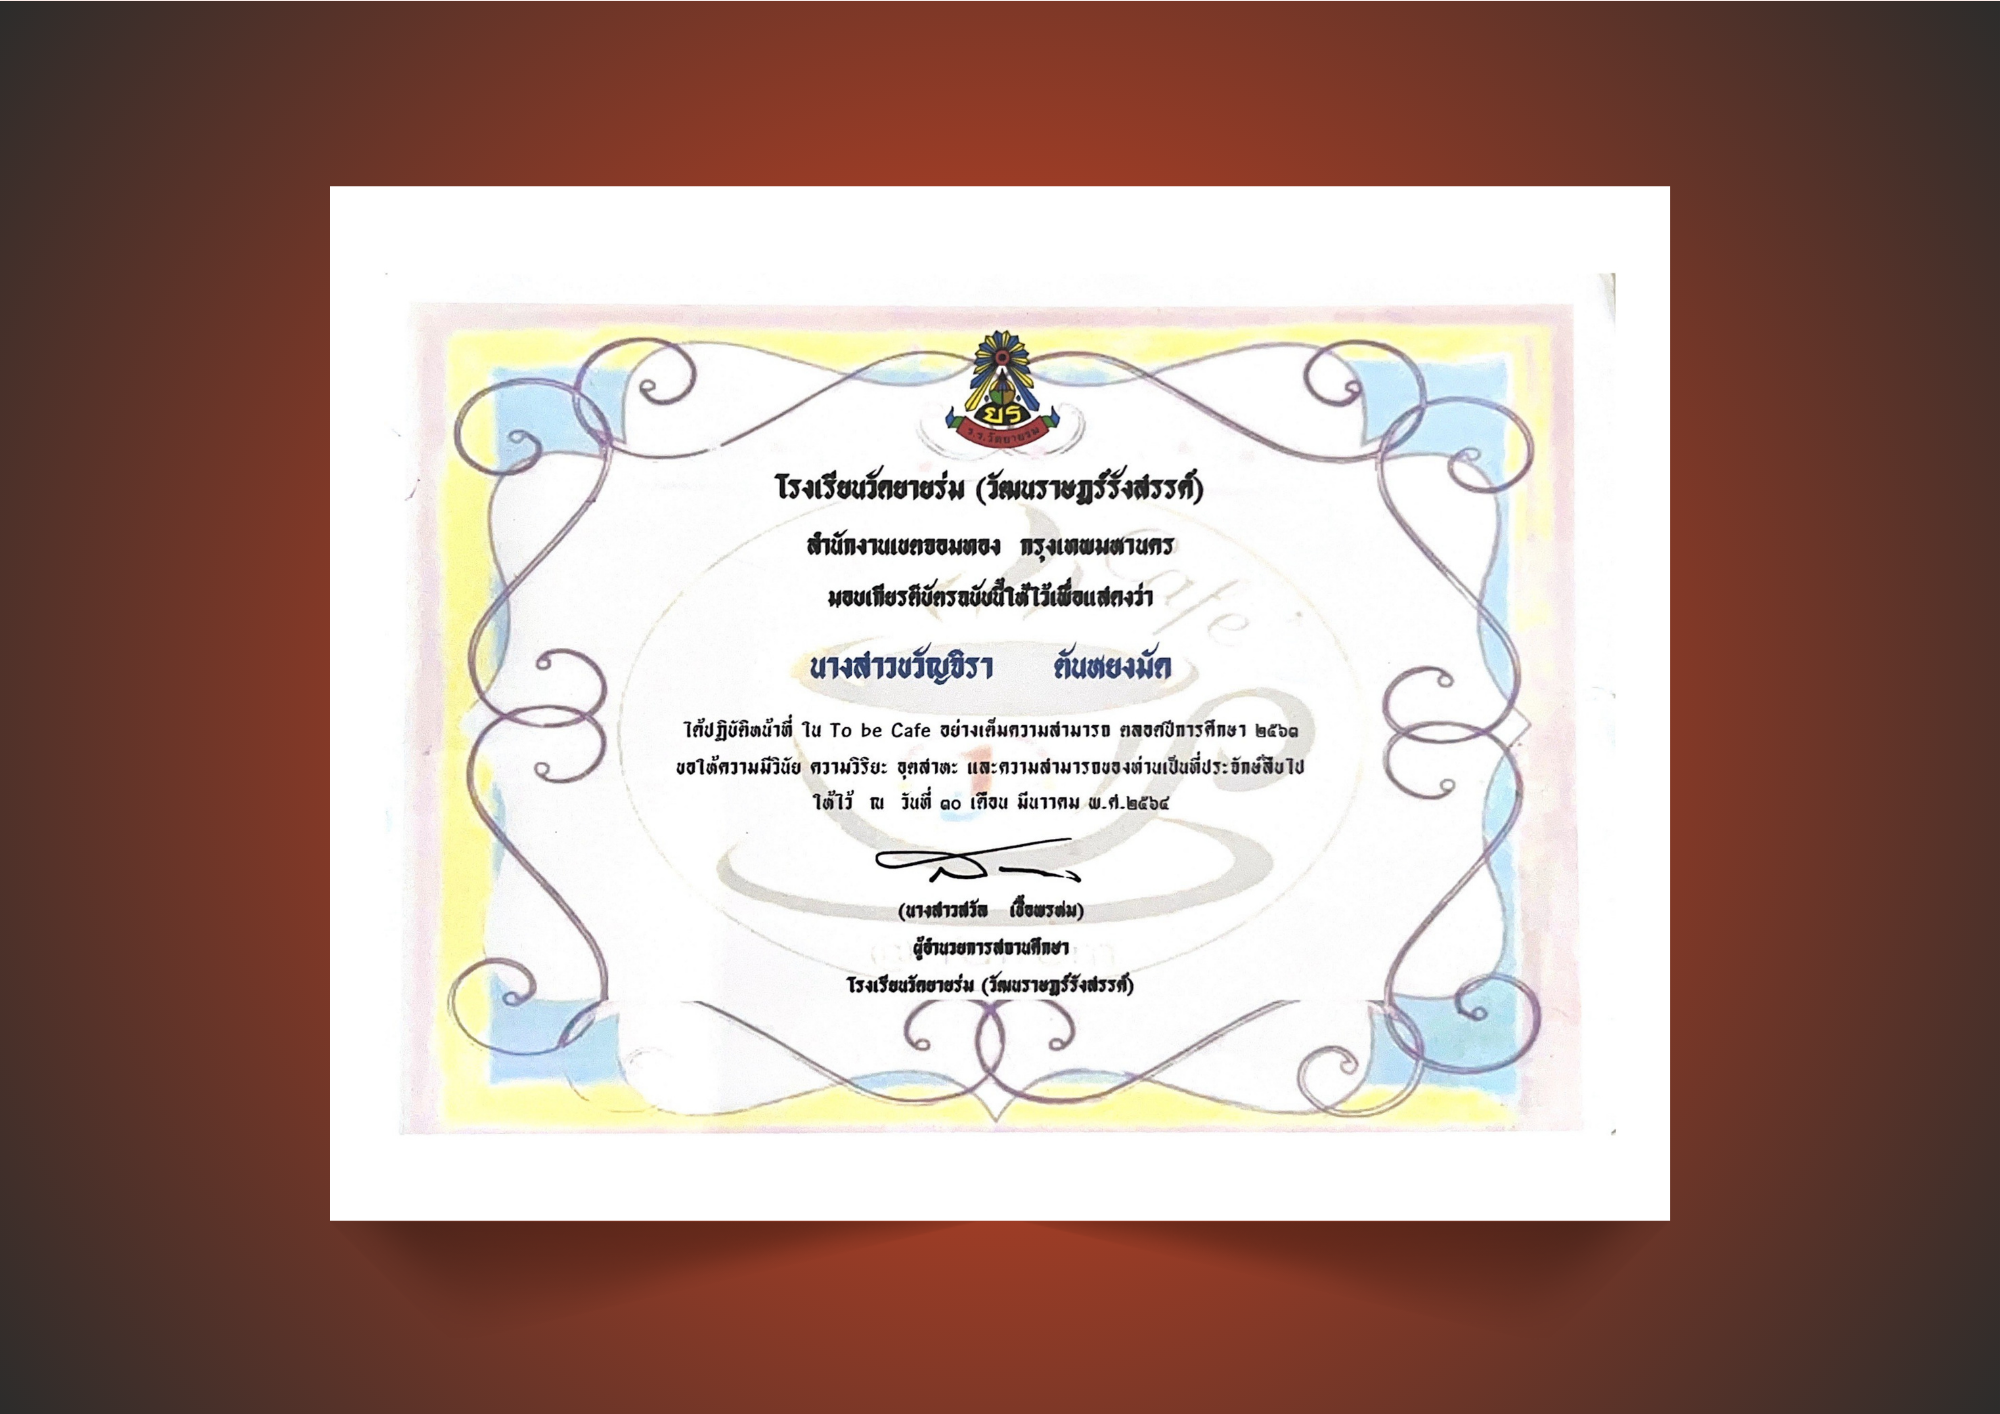 ยร
ร.ร.วัดยายร่ม
โรงเรียนวัดยายร่ม (วัฒนราษฎร์รังสรรค์)
สำนักงานเขตจอมทอง กรุงเทพมหานคร
มอบเกียรติบัตรฉบับนี้ให้ไว้เพื่อแสดงว่า
Cafe
นางสาวขวัญจิรา ตันหยงมัด
ได้ปฏิบัติหน้าที่ ใน To be Cafe อย่างเต็มความสามารถ ตลอดปีการศึกษา ๒๕๖๓
ขอให้ความมีวินัย ความวิริยะ อุตสาหะ และความสามารถของท่านเป็นที่ประจักษ์สืบไป
ให้ไว้ ณ วันที่ ๓๐ เดือน มีนาาคม พ.ศ.๒๕๖๔
(นางสาวสวัล เชื้อพรหม)
ผู้อำนวยการสถานศึกษา
โรงเรียนวัดยายร่ม (วัฒนราษฎร์รังสรรค์)